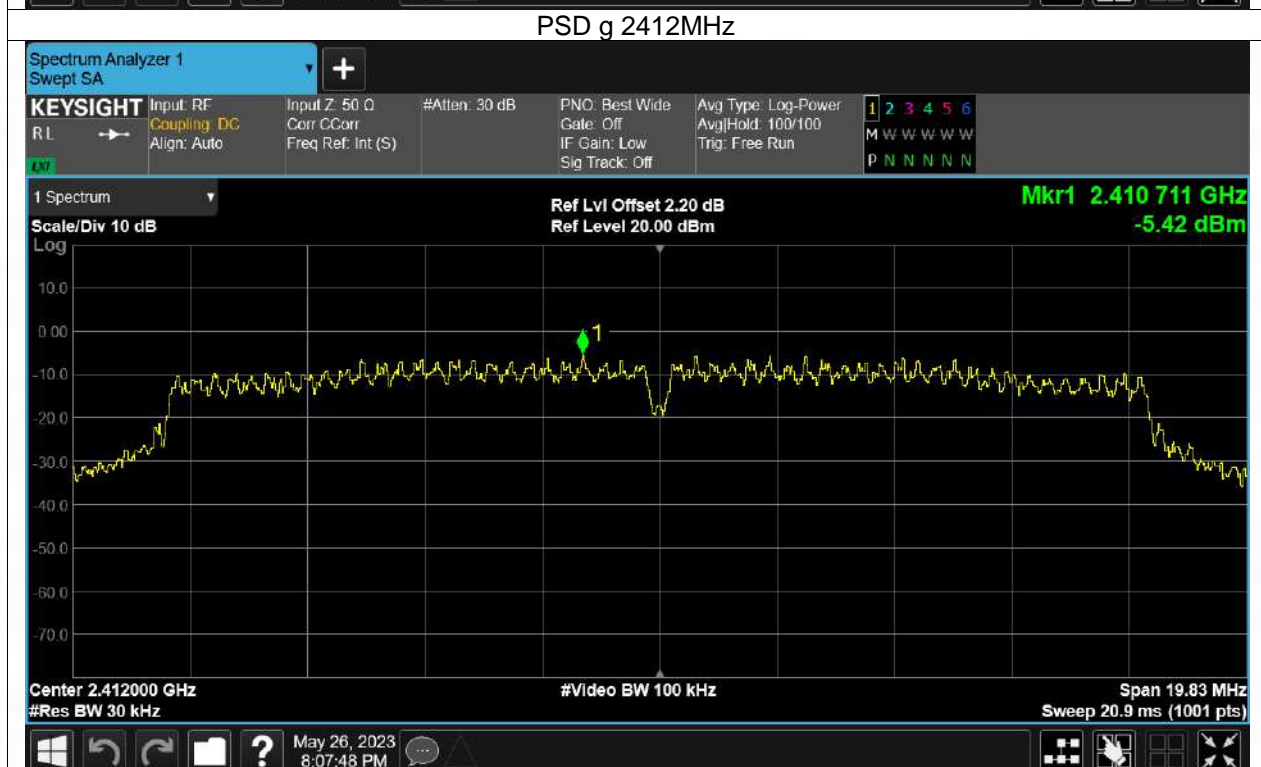 PSD g 2412MHz
Spectrum Analyzer 1
Swept SA
+
KEYSIGHT
RL
LXI
Input: RF
Coupling: DC
Align: Auto
Input Z: 50 Ω
Corr CCorr
Freq Ref: Int (S)
#Atten: 30 dB
PNO: Best Wide
Gate: Off
IF Gain: Low
Sig Track: Off
Avg Type: Log-Power
Avg|Hold: 100/100
Trig: Free Run
1 2 3 4 5 6
M W W W W W
P N N N N N
1 Spectrum
Scale/Div 10 dB
Ref Lvl Offset 2.20 dB
Ref Level 20.00 dBm
Mkr1 2.410 711 GHz
-5.42 dBm
Log
10.0
0.00
-10.0
-20.0
-30.0
-40.0
-50.0
-60.0
-70.0
1
Center 2.412000 GHz
#Res BW 30 kHz
#Video BW 100 kHz
Span 19.83 MHz
Sweep 20.9 ms (1001 pts)
?
May 26, 2023
8:07:48 PM